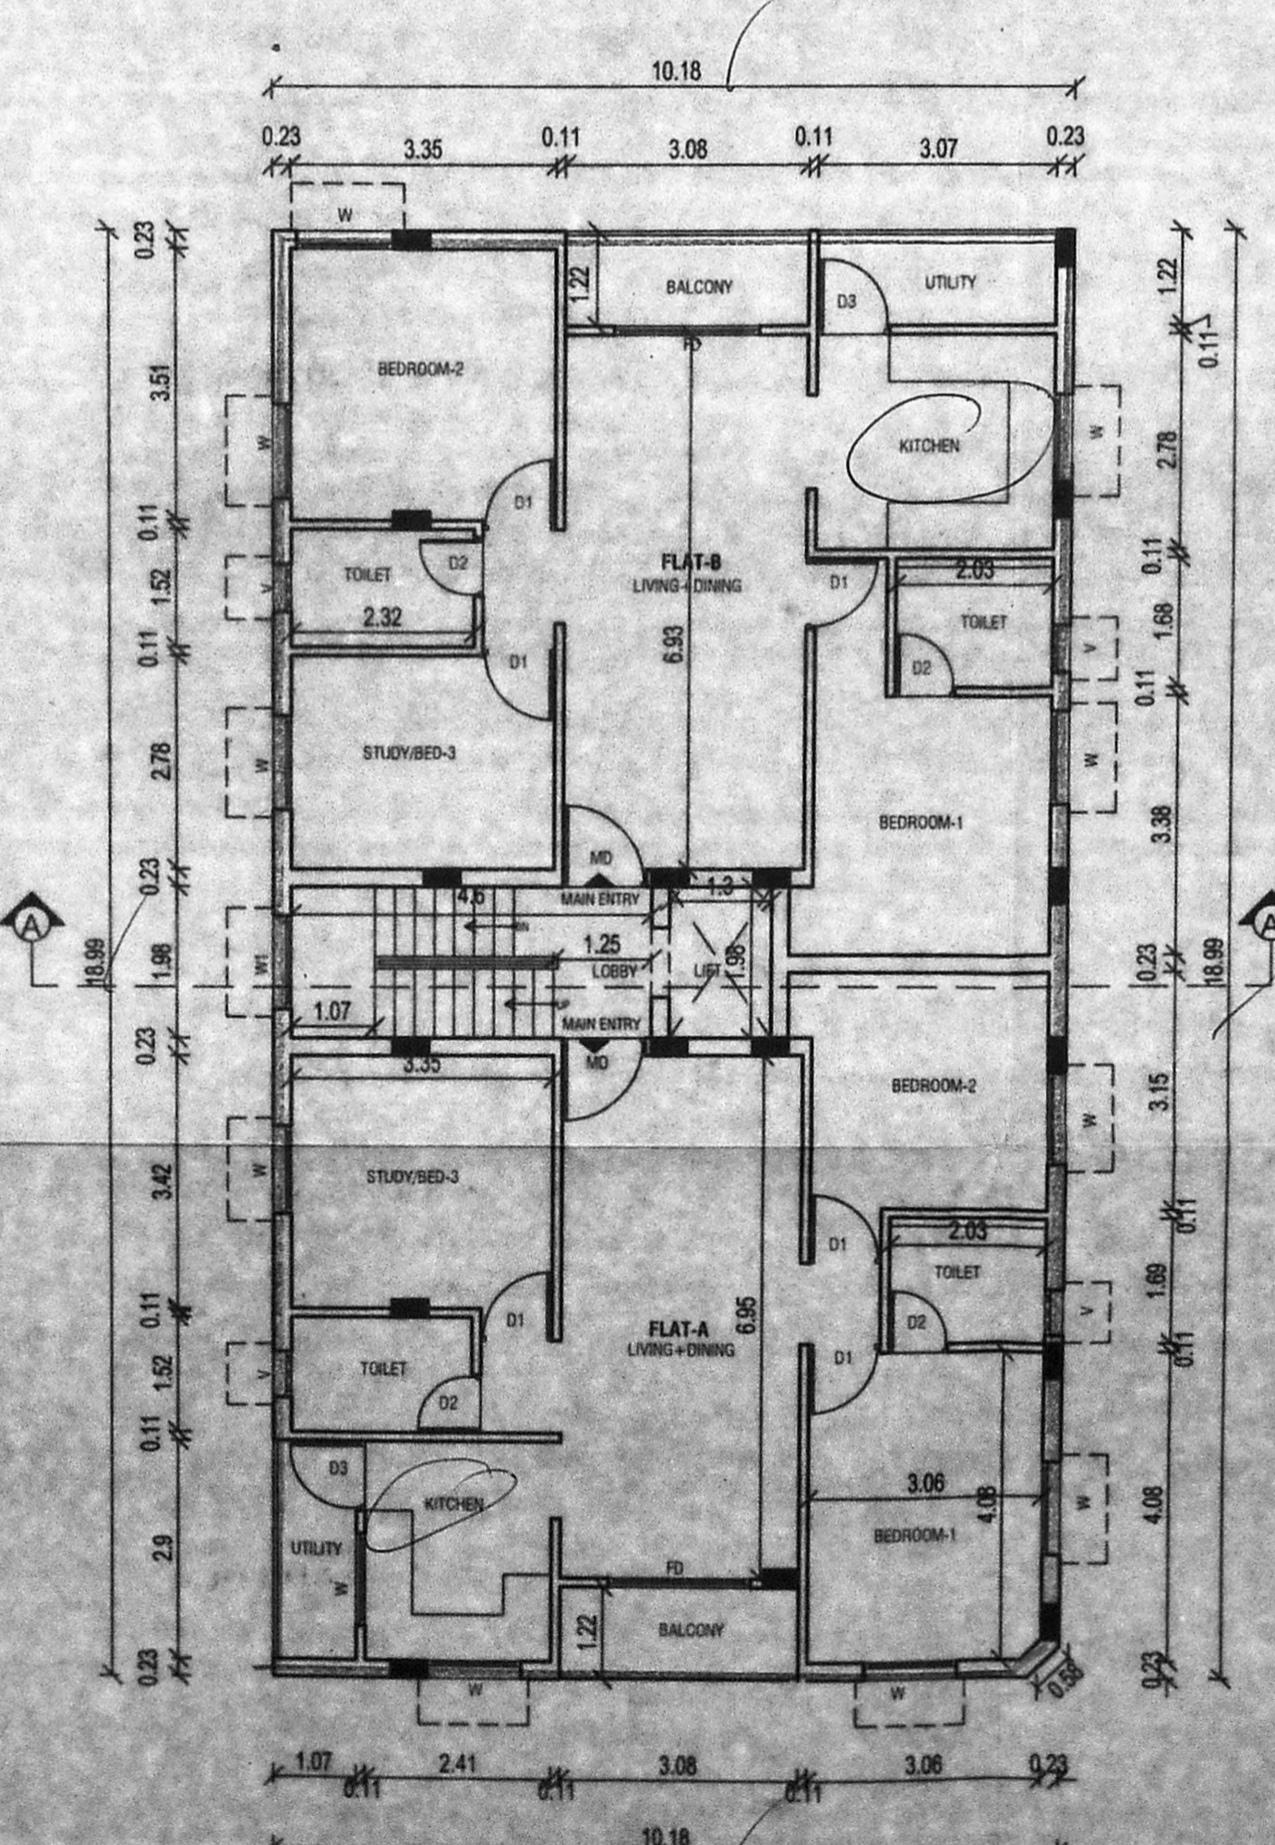 10.18
0.23 3.35 0.11 3.08 0.11 3.07 0.23
W
0.23
1.22 BALCONY D3 UTILITY 1.22
FD 0.11
3.51 BEDROOM-2
W KITCHEN W 2.78
D1
0.11 0.11
TOILET D2 FLAT-B D1 2.03
LIVING+DINING
1.52 V 2.32 TOILET V 1.68
0.11 D1 6.93 D2 0.11
STUDY/BED-3 W
2.78 W BEDROOM-1 3.38
MD
0.23 4.6 MAIN ENTRY 1.3
A A
18.99 1.98 W1 1.25 LOBBY LIFT 1.98 0.23 18.99
1.07 MAIN ENTRY
0.23 3.35 MD
BEDROOM-2 3.15
W W
3.42 STUDY/BED-3
0.11
D1 2.03
TOILET 1.69
0.11 D1 FLAT-A 6.95 D2 V
LIVING+DINING
1.52 V TOILET D1 0.11
D2
0.11
D3 3.06 4.08
KITCHEN W 4.08
2.9 UTILITY BEDROOM-1
W FD
1.22 BALCONY
0.23 0.23
W W 0.58
1.07 2.41 3.08 3.06 0.23
0.11 0.11 0.11
10.18